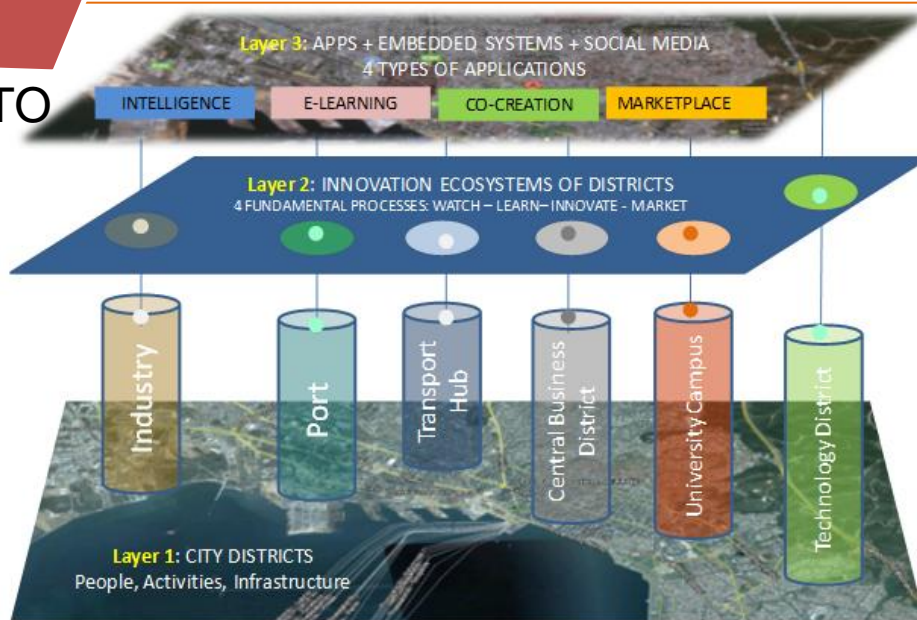 TO
Layer 3: APPS + EMBEDDED SYSTEMS + SOCIAL MEDIA
4 TYPES OF APPLICATIONS
INTELLIGENCE
E-LEARNING
CO-CREATION
MARKETPLACE
Layer 2: INNOVATION ECOSYSTEMS OF DISTRICTS
4 FUNDAMENTAL PROCESSES: WATCH – LEARN– INNOVATE - MARKET
Industry
Port
Transport
Hub
Central Business
District
University Campus
Technology District
Layer 1: CITY DISTRICTS
People, Activities, Infrastructure